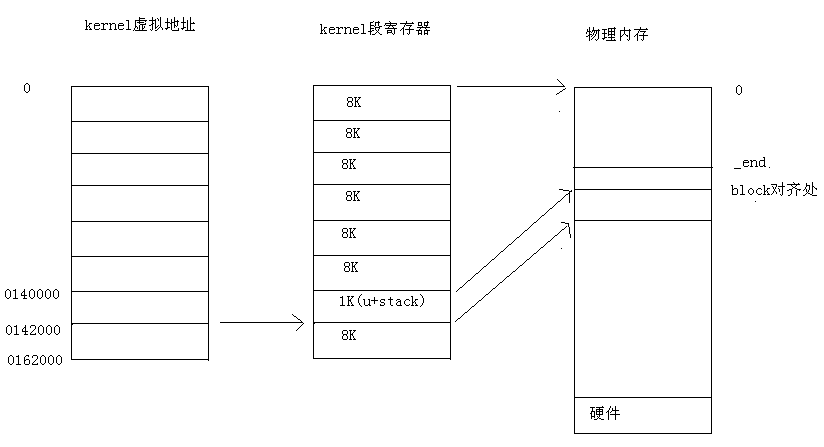 kernel虚拟地址
kernel段寄存器
物理内存
0
8K
0
8K
8K
_end
8K
block对齐处
8K
8K
0140000
1K(u+stack)
0142000
8K
0162000
硬件